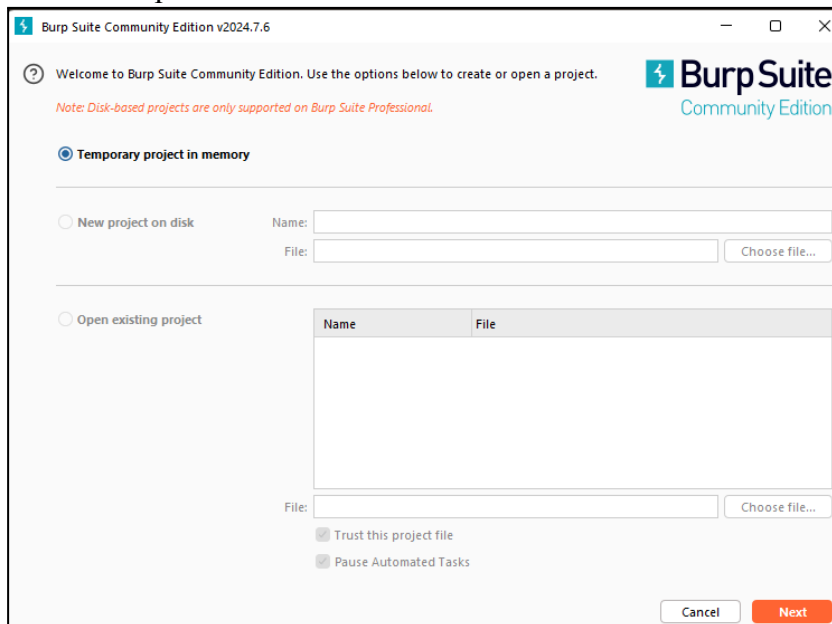 Burp Suite Community Edition v2024.7.6
Welcome to Burp Suite Community Edition. Use the options below to create or open a project.
Note: Disk-based projects are only supported on Burp Suite Professional.
Burp Suite
Community Edition
Temporary project in memory
New project on disk
Name:
File:
Choose file...
Open existing project
Name File
File:
Choose file...
Trust this project file
Pause Automated Tasks
Cancel
Next